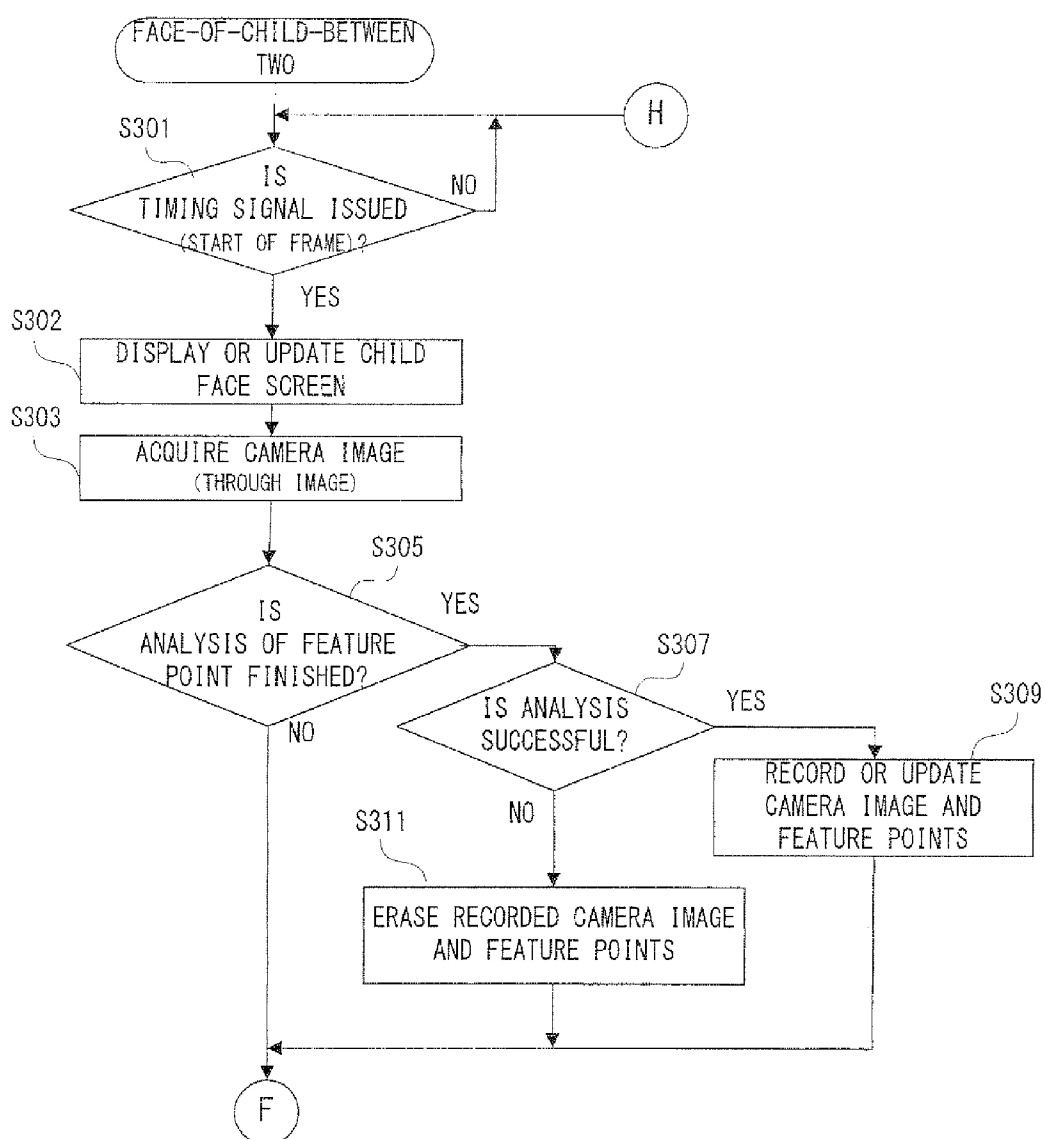 FACE-OF-CHILD-BETWEEN
TWO
H
S301
IS
TIMING SIGNAL ISSUED
(START OF FRAME)?
NO
YES
S302
DISPLAY OR UPDATE CHILD
FACE SCREEN
S303
ACQUIRE CAMERA IMAGE
(THROUGH IMAGE)
S305
IS
ANALYSIS OF FEATURE
POINT FINISHED?
YES
NO
S307
IS ANALYSIS
SUCCESSFUL?
YES
NO
S309
RECORD OR UPDATE
CAMERA IMAGE AND
FEATURE POINTS
S311
ERASE RECORDED CAMERA IMAGE
AND FEATURE POINTS
F